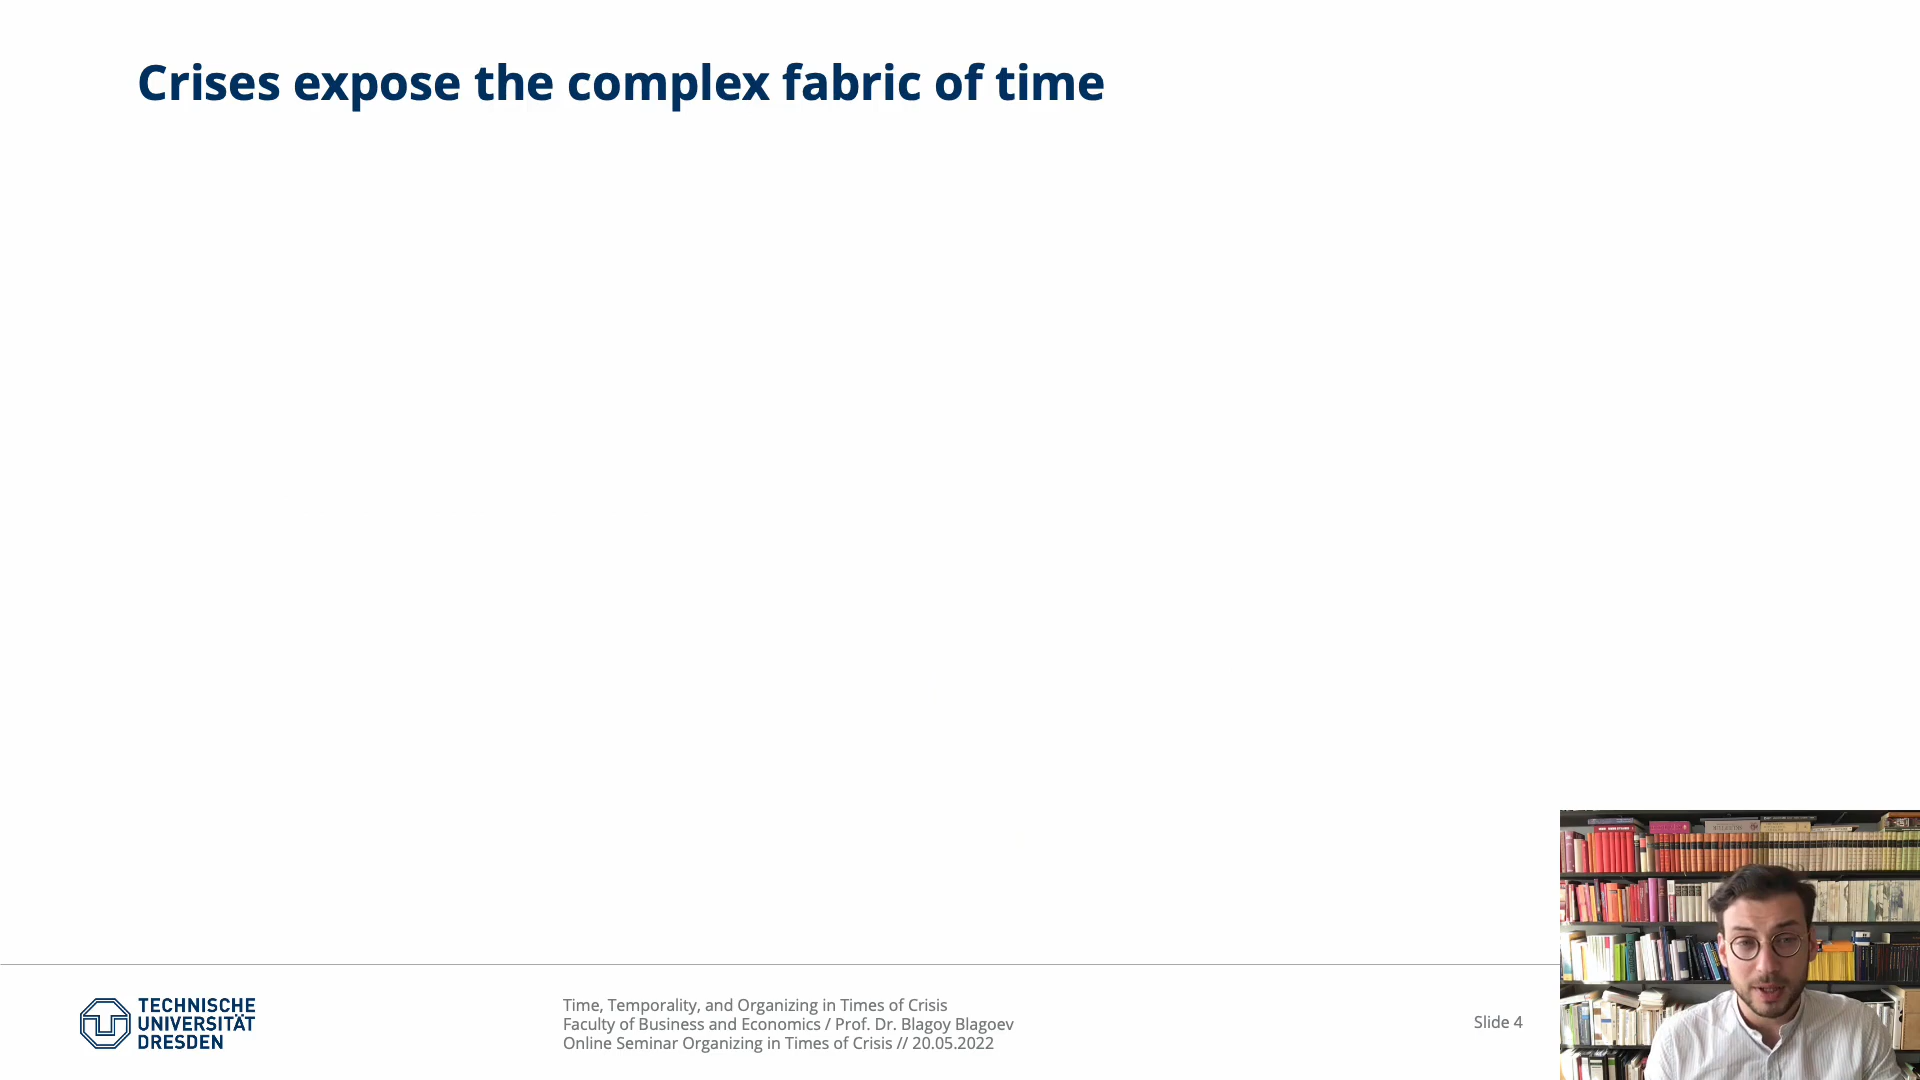 Crises expose the complex fabric of time
TECHNISCHE
UNIVERSITÄT
DRESDEN
Time, Temporality, and Organizing in Times of Crisis
Faculty of Business and Economics / Prof. Dr. Blagoy Blagoev
Online Seminar Organizing in Times of Crisis // 20.05.2022
Slide 4